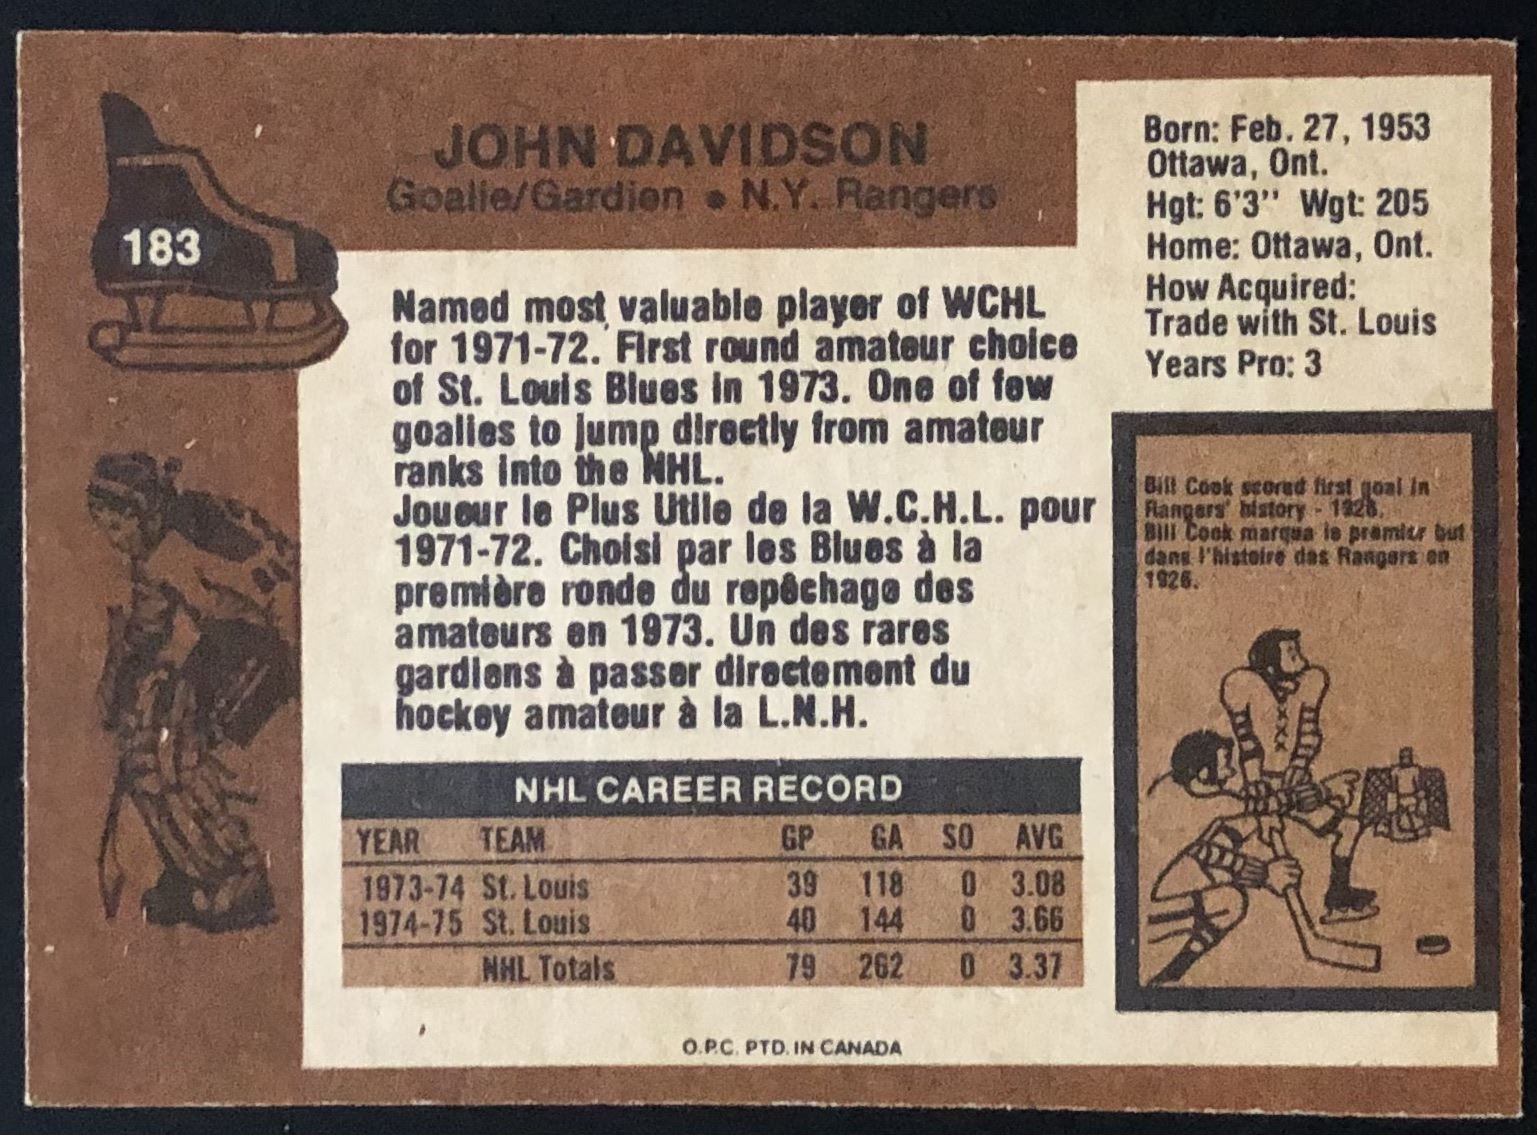 JOHN DAVIDSON
Goalie/Gardien • N.Y. Rangers
183
Born: Feb. 27, 1953
Ottawa, Ont.
Hgt: 6'3" Wgt: 205
Home: Ottawa, Ont.
How Acquired:
Trade with St. Louis
Years Pro: 3
Named most valuable player of WCHL
for 1971-72. First round amateur choice
of St. Louis Blues in 1973. One of few
goalies to jump directly from amateur
ranks into the NHL.
Joueur le Plus Utile de la W.C.H.L. pour
1971-72. Choisi par les Blues à la
première ronde du repêchage des
amateurs en 1973. Un des rares
gardiens à passer directement du
hockey amateur à la L.N.H.
Bill Cook scored first goal in
Rangers' history - 1926.
Bill Cook marqua le premier but
dans l'histoire des Rangers en
1926.
NHL CAREER RECORD
YEAR TEAM GP GA SO AVG
1973-74 St. Louis 39 118 0 3.08
1974-75 St. Louis 40 144 0 3.66
NHL Totals 79 262 0 3.37
O.P.C. PTD. IN CANADA